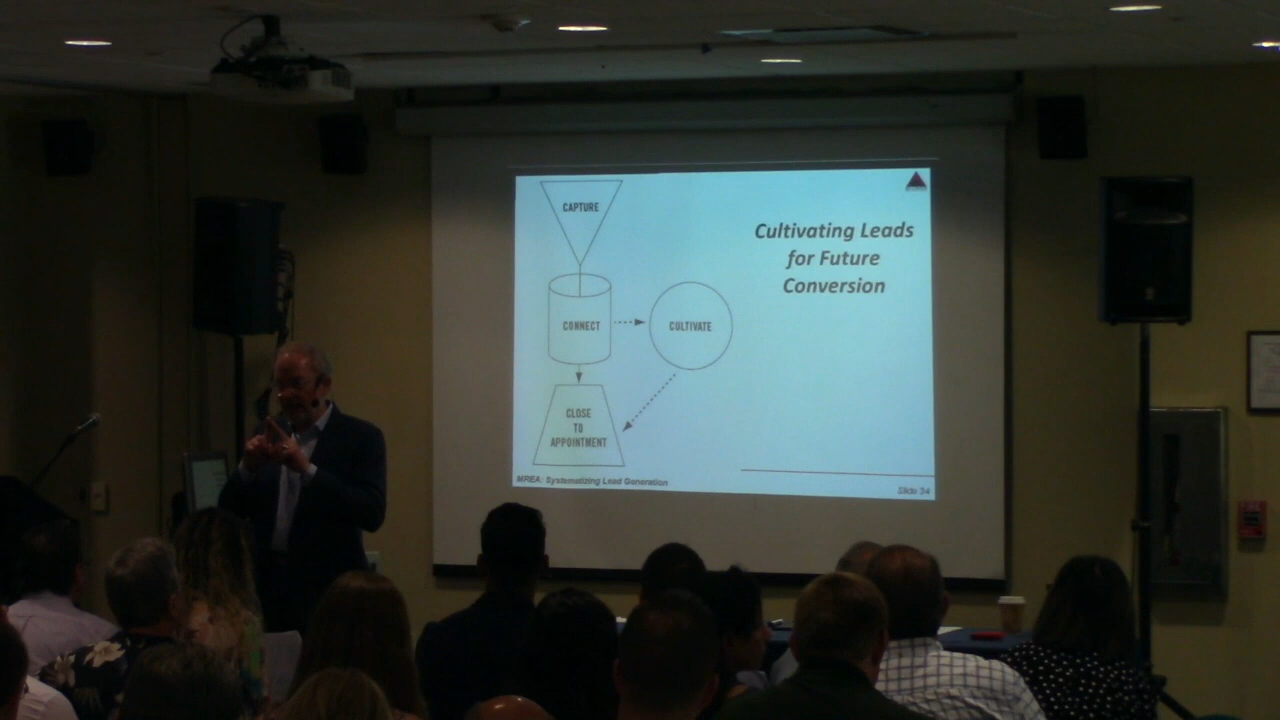 CAPTURE
Cultivating Leads
for Future
Conversion
CONNECT
CULTIVATE
CLOSE
TO
APPOINTMENT
MREA: Systematizing Lead Generation
Slide 34